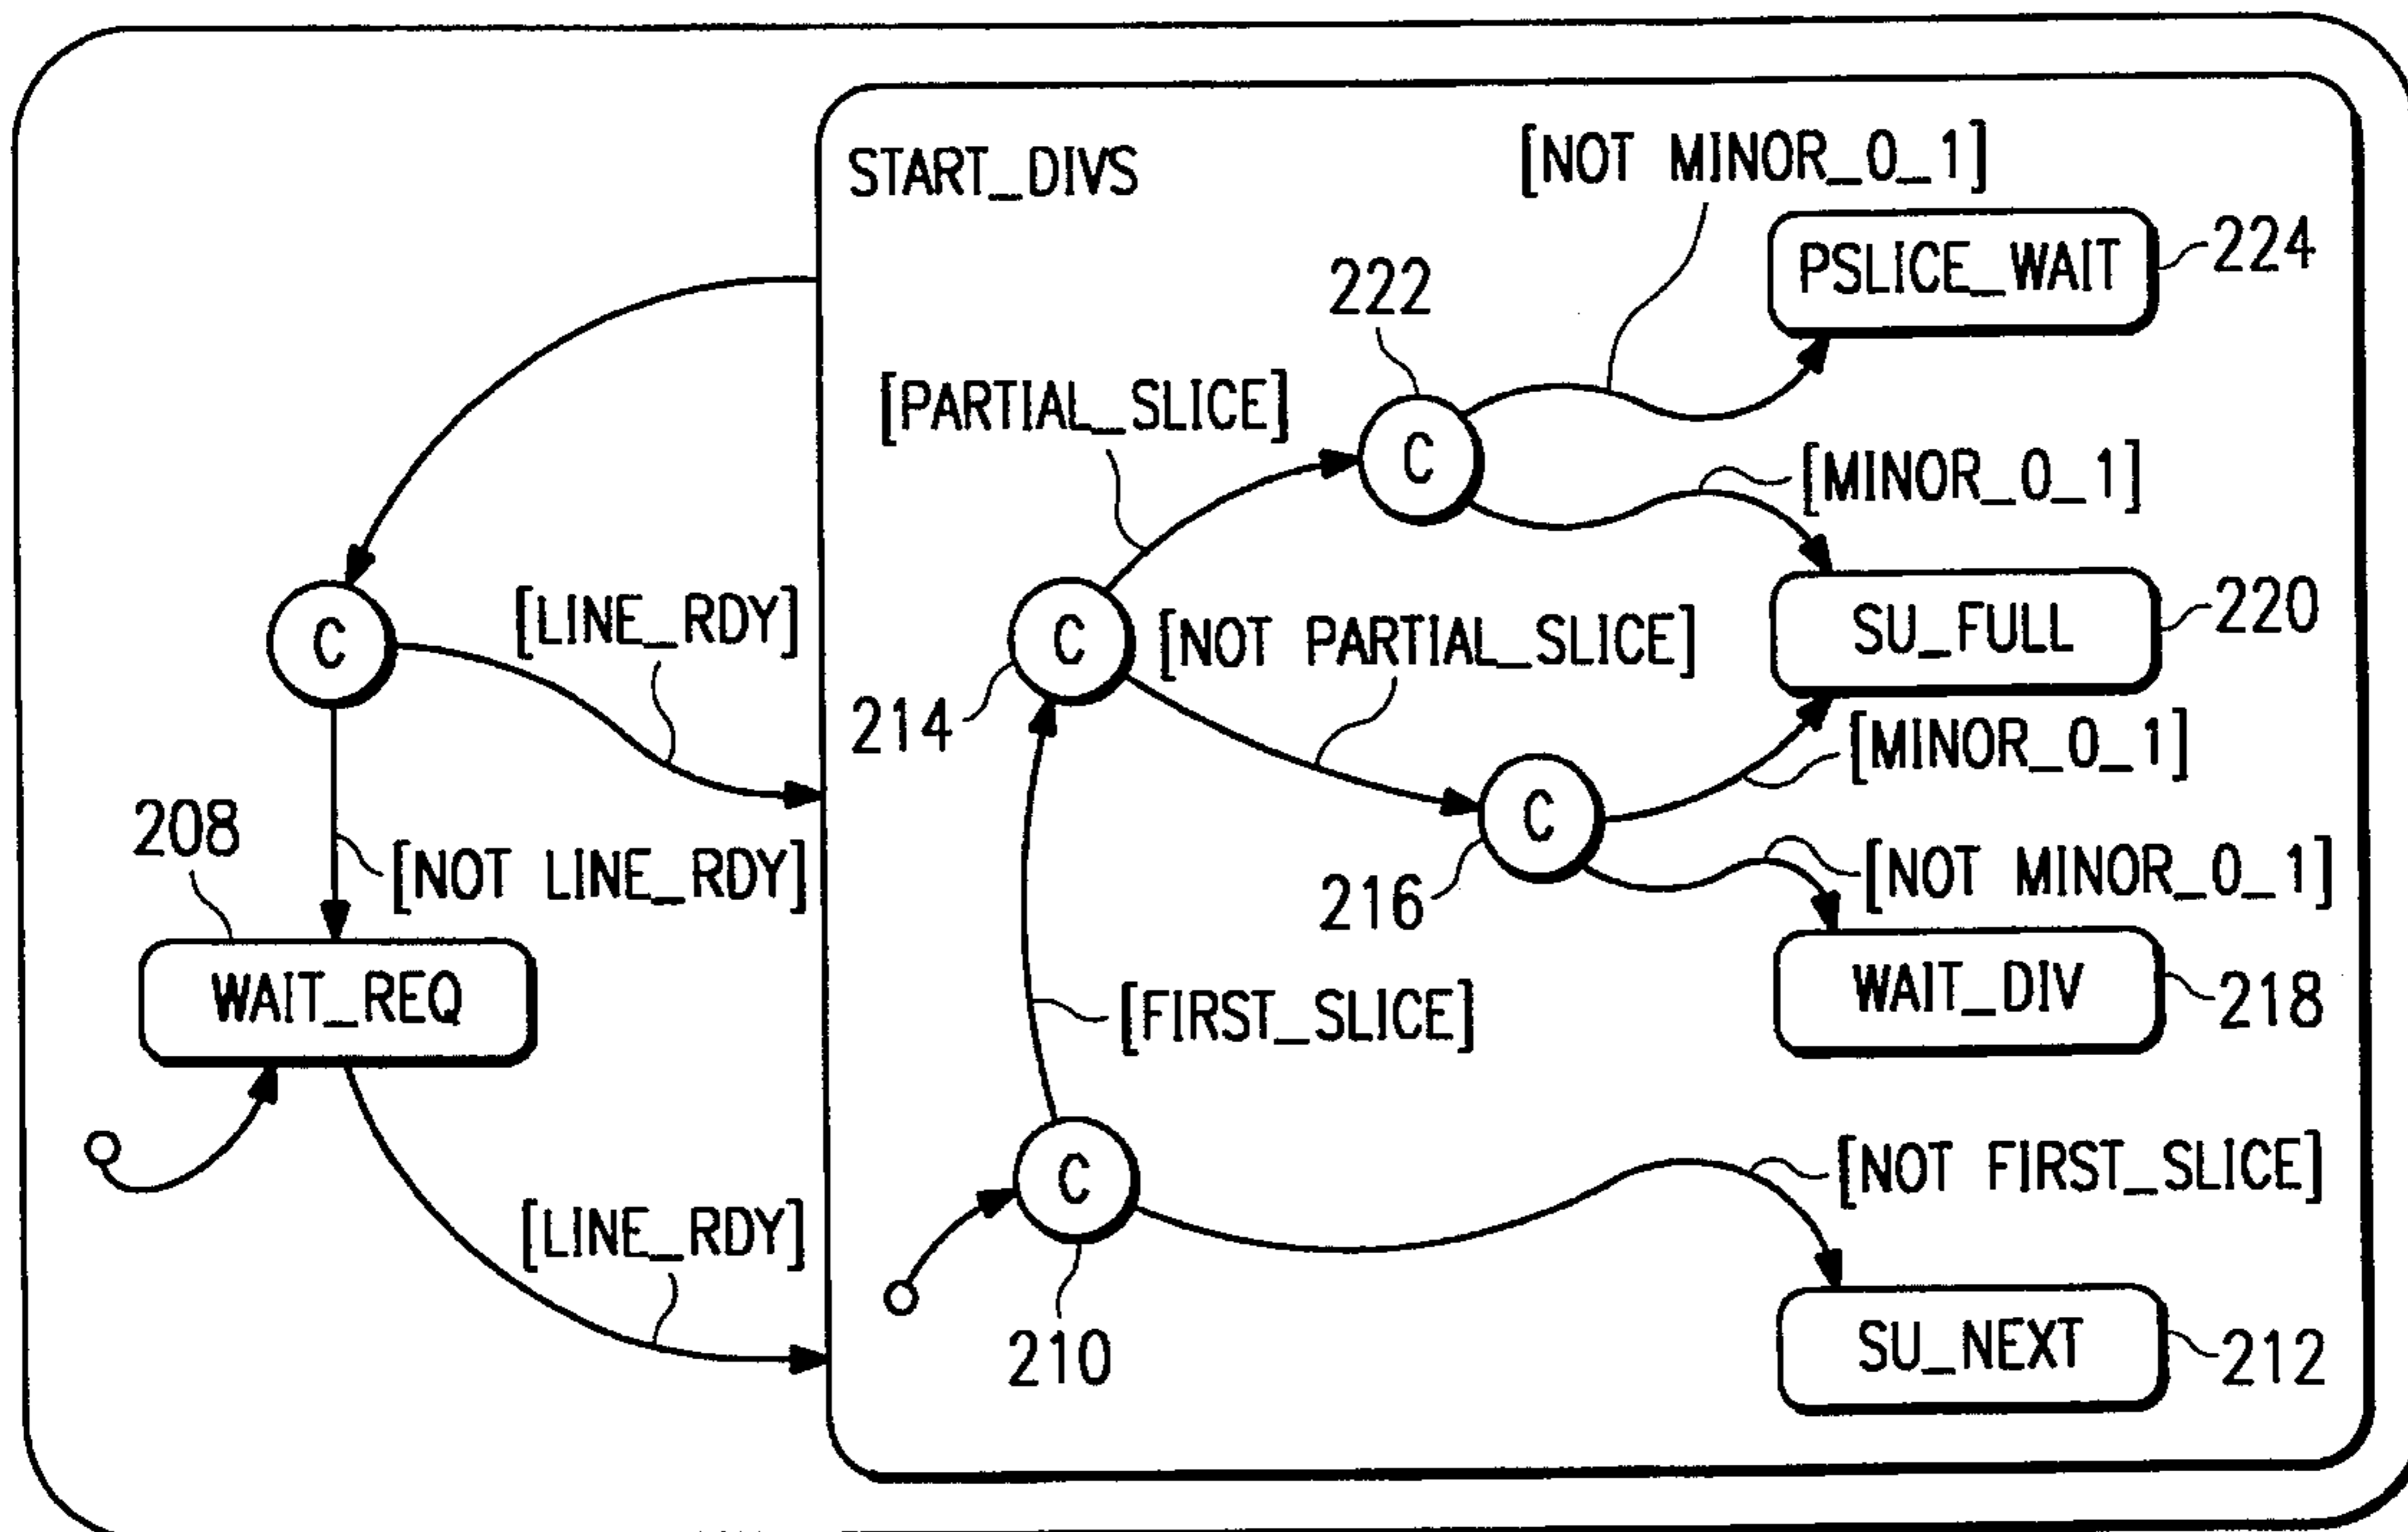 START_DIVS
[NOT MINOR_0_1]
PSLICE_WAIT
224
222
[PARTIAL_SLICE]
C
[MINOR_0_1]
SU_FULL
220
C
[LINE_RDY]
C
[NOT PARTIAL_SLICE]
214
[MINOR_0_1]
C
216
[NOT MINOR_0_1]
208
[NOT LINE_RDY]
WAIT_REQ
WAIT_DIV
218
[FIRST_SLICE]
C
[NOT FIRST_SLICE]
[LINE_RDY]
210
SU_NEXT
212